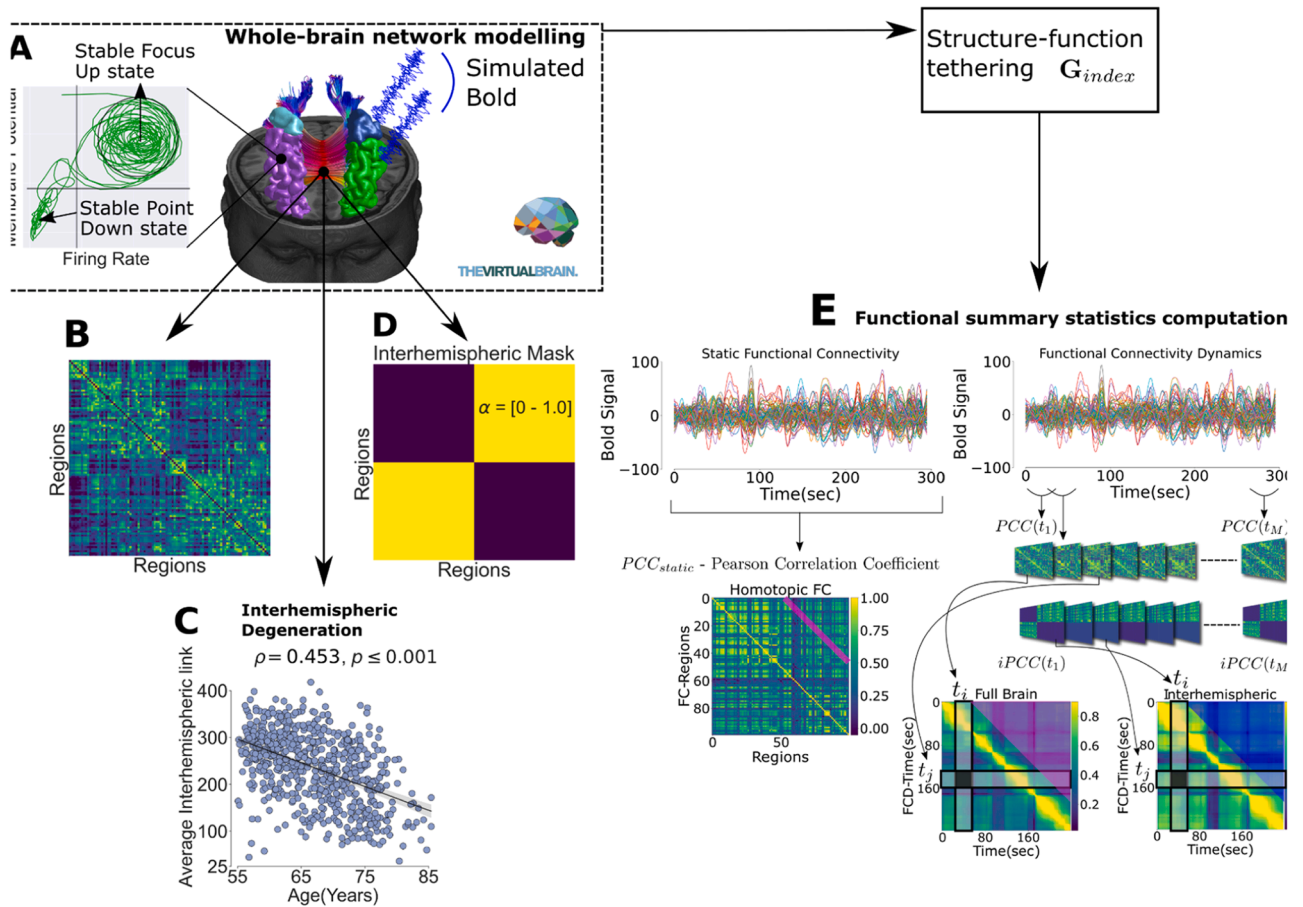 A
Whole-brain network modelling
Stable Focus
Up state
Simulated
Bold
Stable Point
Down state
Firing Rate
THEVIRTUALBRAIN.
Structure-function
tethering G_index
B
Regions
Regions
D
Interhemispheric Mask
α = [0 - 1.0]
Regions
Regions
C
Interhemispheric
Degeneration
ρ = 0.453, p ≤ 0.001
Average Interhemispheric link
400
300
200
100
25
55
65
75
85
Age(Years)
E
Functional summary statistics computation
Static Functional Connectivity
Bold Signal
100
0
−100
0
100
200
300
Time(sec)
Functional Connectivity Dynamics
Bold Signal
100
0
−100
0
100
200
300
Time(sec)
PCC_static - Pearson Correlation Coefficient
Homotopic FC
FC-Regions
0
20
40
60
80
0
50
Regions
1.00
0.75
0.50
0.25
0.00
PCC(t₁)
PCC(t_M)
iPCC(t₁)
iPCC(t_M
t_i
Full Brain
t_j
FCD-Time(sec)
0
80
160
0
80
160
Time(sec)
0.8
0.6
0.4
0.2
t_i
Interhemispheric
t_j
FCD-Time(sec)
0
80
160
0
80
160
Time(sec)